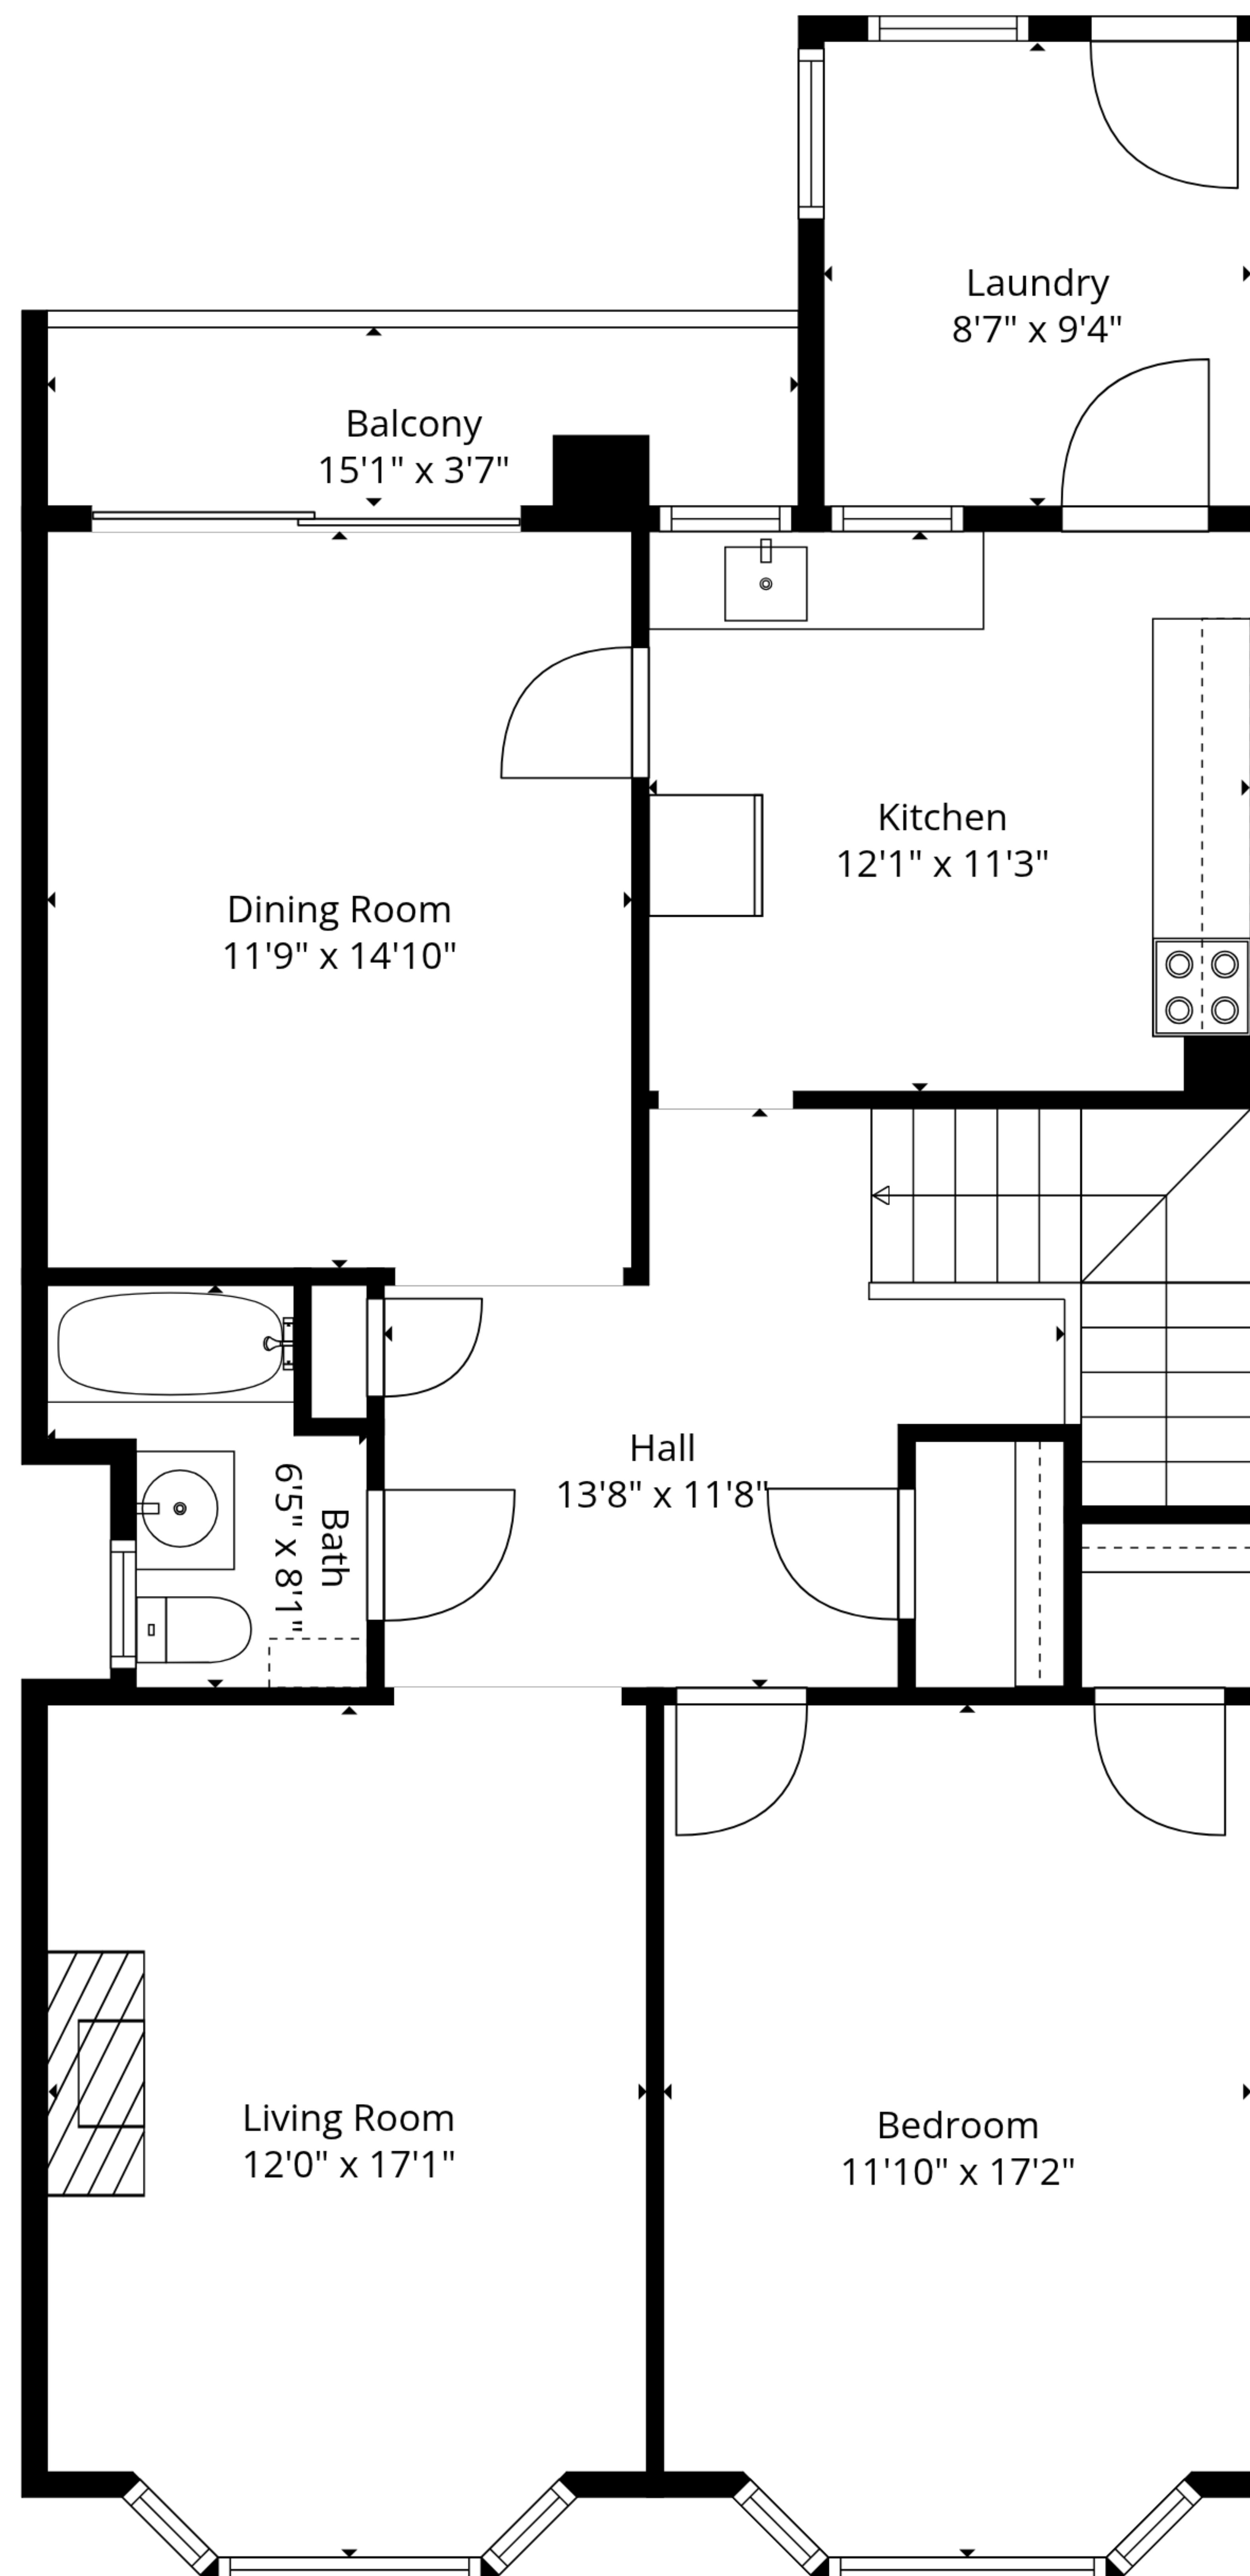 Laundry
8'7" x 9'4"
Balcony
15'1" x 3'7"
Kitchen
12'1" x 11'3"
Dining Room
11'9" x 14'10"
Hall
13'8" x 11'8"
Bath
6'5" x 8'1"
Living Room
12'0" x 17'1"
Bedroom
11'10" x 17'2"